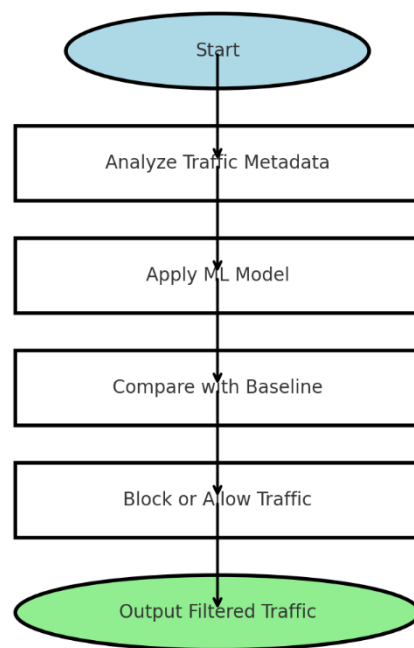 Start
Analyze Traffic Metadata
Apply ML Model
Compare with Baseline
Block or Allow Traffic
Output Filtered Traffic